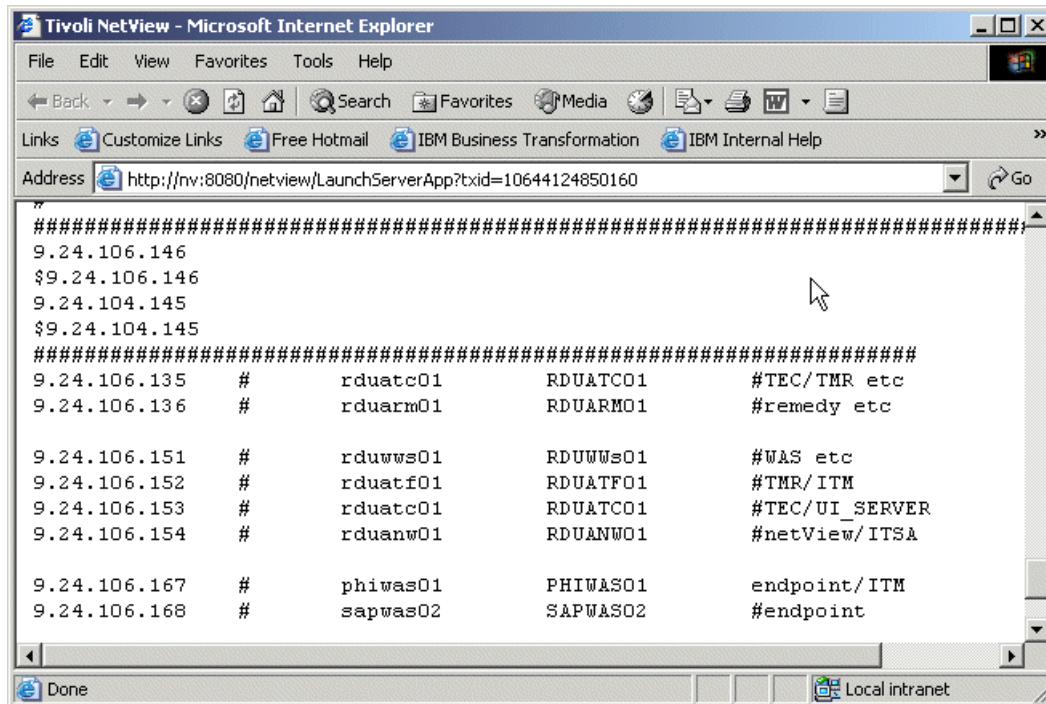 Tivoli NetView - Microsoft Internet Explorer
File Edit View Favorites Tools Help
Back Search Favorites Media
Links Customize Links Free Hotmail IBM Business Transformation IBM Internal Help »
Address http://nv:8080/netview/LaunchServerApp?txid=10644124850160 Go
#
##############################################################################
9.24.106.146
$9.24.106.146
9.24.104.145
$9.24.104.145
#####################################################################
9.24.106.135 # rduatc01 RDUATC01 #TEC/TMR etc
9.24.106.136 # rduarm01 RDUARM01 #remedy etc
9.24.106.151 # rduwws01 RDUWWs01 #WAS etc
9.24.106.152 # rduatf01 RDUATF01 #TMR/ITM
9.24.106.153 # rduatc01 RDUATC01 #TEC/UI_SERVER
9.24.106.154 # rduanw01 RDUANW01 #netView/ITSA
9.24.106.167 # phiwas01 PHIWAS01 endpoint/ITM
9.24.106.168 # sapwas02 SAPWAS02 #endpoint
Done Local intranet